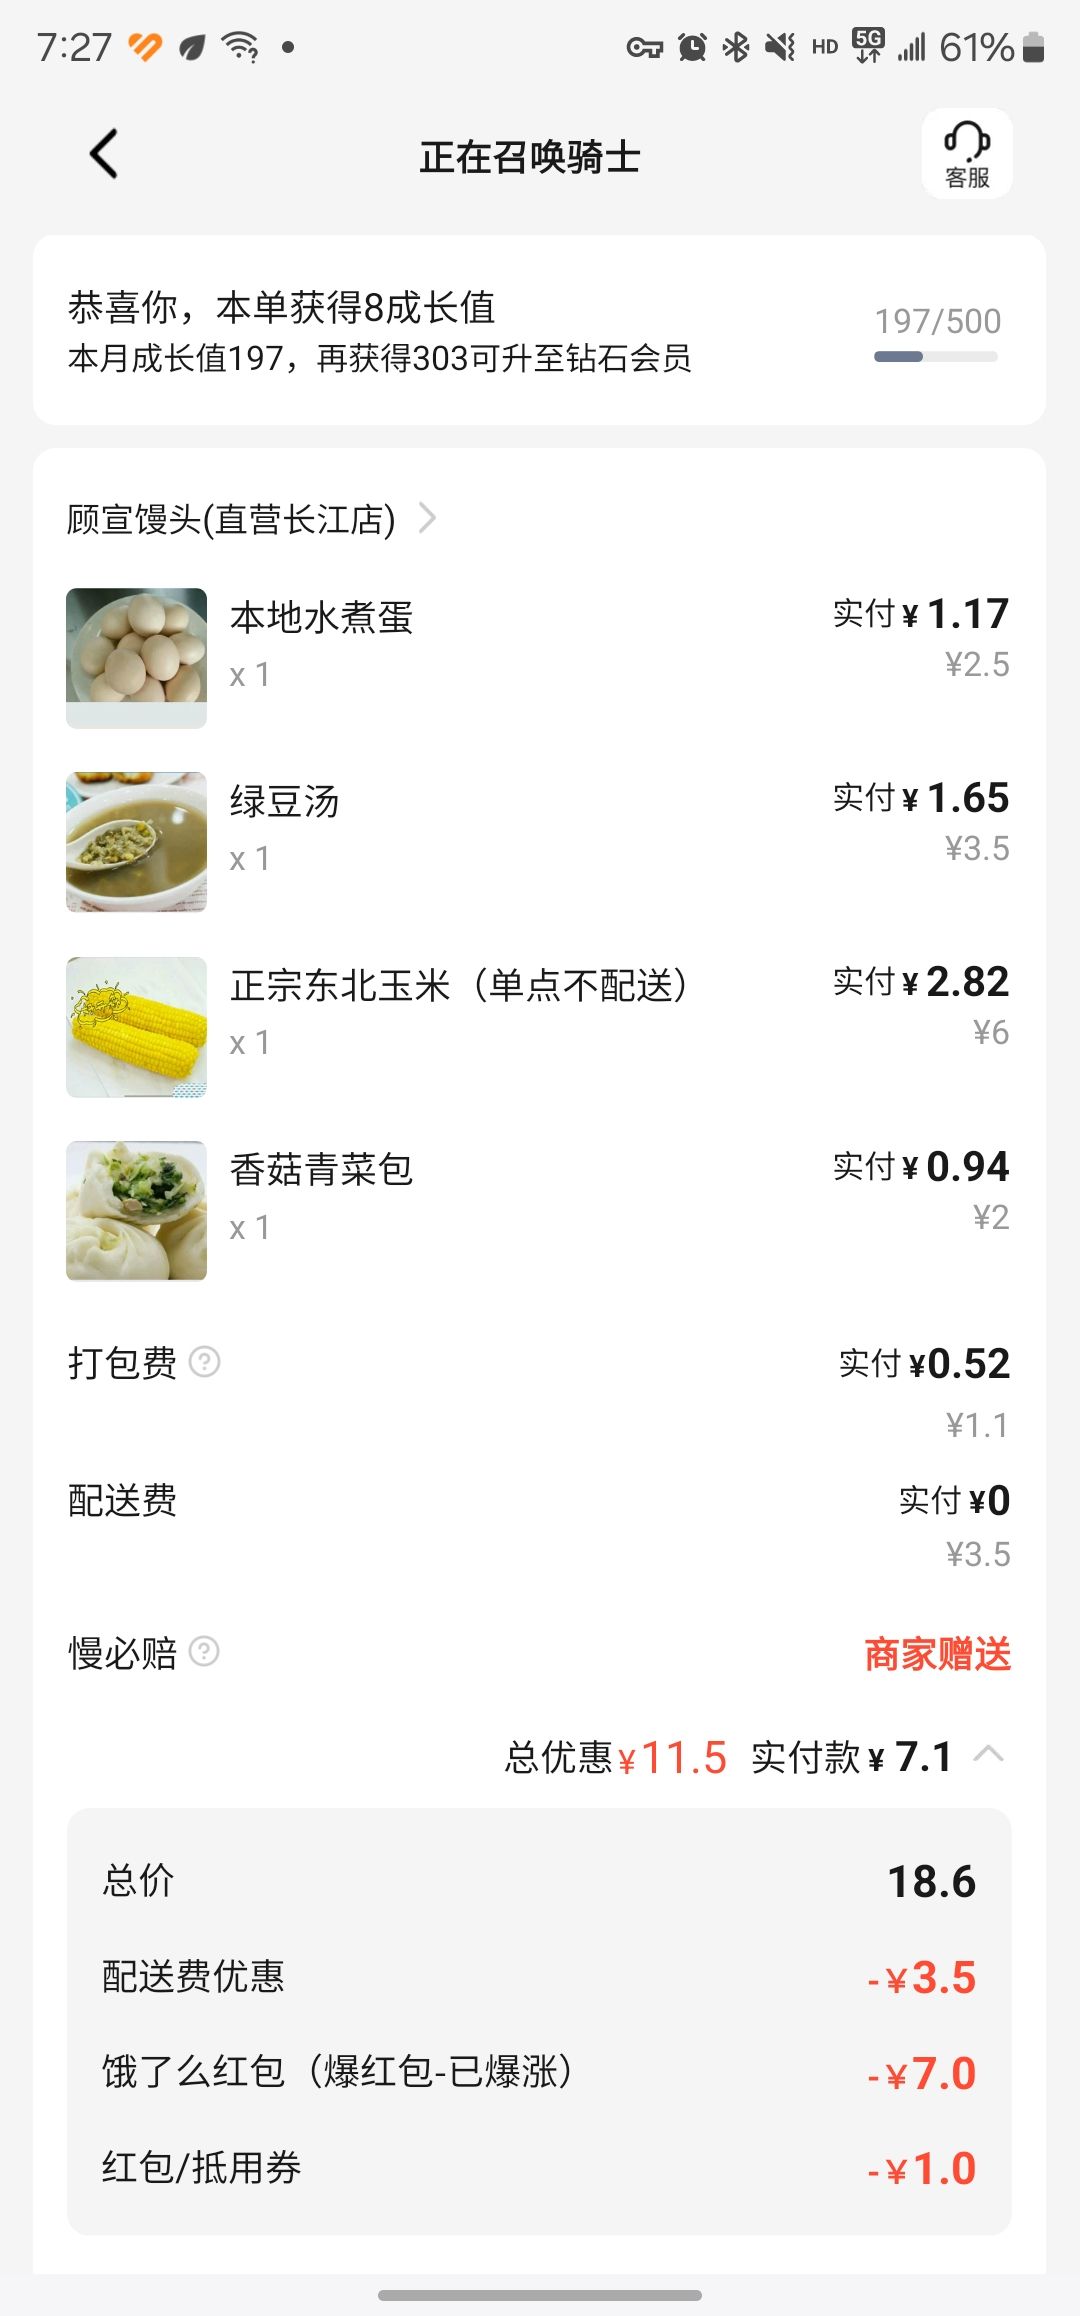 7:27
HD 5G 61%
正在召唤骑士
客服
恭喜你，本单获得8成长值
197/500
本月成长值197，再获得303可升至钻石会员
顾宣馒头(直营长江店)
本地水煮蛋 实付 ¥ 1.17
x 1 ¥2.5
绿豆汤 实付 ¥ 1.65
x 1 ¥3.5
正宗东北玉米（单点不配送） 实付 ¥ 2.82
x 1 ¥6
香菇青菜包 实付 ¥ 0.94
x 1 ¥2
打包费 ? 实付 ¥0.52
¥1.1
配送费 实付 ¥0
¥3.5
慢必赔 ? 商家赠送
总优惠 ¥11.5 实付款 ¥ 7.1
总价 18.6
配送费优惠 -¥3.5
饿了么红包（爆红包-已爆涨） -¥7.0
红包/抵用券 -¥1.0